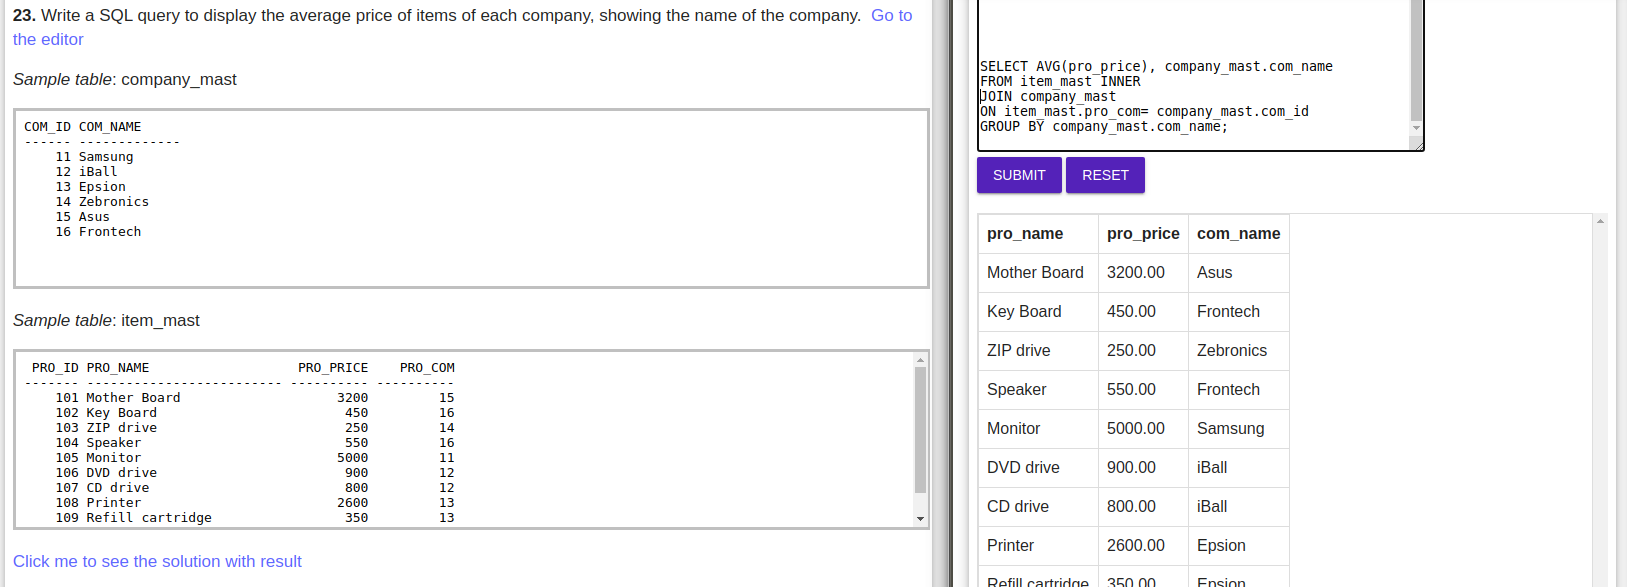 23. Write a SQL query to display the average price of items of each company, showing the name of the company.  Go to
the editor
Sample table: company_mast
COM_ID COM_NAME
------ -------------
    11 Samsung
    12 iBall
    13 Epsion
    14 Zebronics
    15 Asus
    16 Frontech
Sample table: item_mast
 PRO_ID PRO_NAME                   PRO_PRICE    PRO_COM
------- ------------------------- ---------- ----------
    101 Mother Board                    3200         15
    102 Key Board                        450         16
    103 ZIP drive                        250         14
    104 Speaker                          550         16
    105 Monitor                         5000         11
    106 DVD drive                        900         12
    107 CD drive                         800         12
    108 Printer                         2600         13
    109 Refill cartridge                 350         13
Click me to see the solution with result
SELECT AVG(pro_price), company_mast.com_name
FROM item_mast INNER
JOIN company_mast
ON item_mast.pro_com= company_mast.com_id
GROUP BY company_mast.com_name;
SUBMIT RESET
pro_name pro_price com_name
Mother Board 3200.00 Asus
Key Board 450.00 Frontech
ZIP drive 250.00 Zebronics
Speaker 550.00 Frontech
Monitor 5000.00 Samsung
DVD drive 900.00 iBall
CD drive 800.00 iBall
Printer 2600.00 Epsion
Refill cartridge 350.00 Epsion